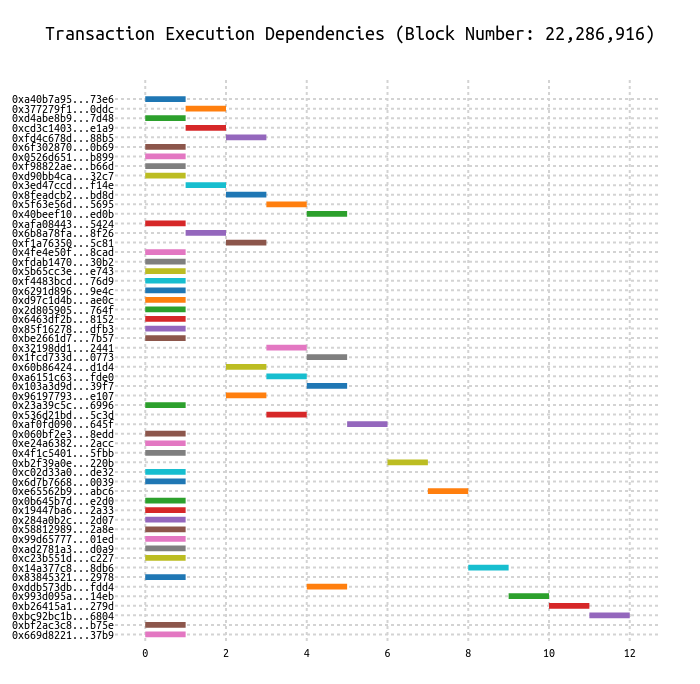 Transaction Execution Dependencies (Block Number: 22,286,916)
0xa40b7a95...73e6
0x377279f1...0ddc
0xd4abe8b9...7d48
0xcd3c1403...e1a9
0xfd4c678d...88b5
0x6f302870...0b69
0x0526d651...b899
0xf98822ae...b66d
0xd90bb4ca...32c7
0x3ed47ccd...f14e
0x8feadcb2...bd8d
0x5f63e56d...5695
0x40beef10...ed0b
0xafa08443...5424
0x6b8a78fa...8f26
0xf1a76350...5c81
0x4fe4e50f...8cad
0xfdab1470...30b2
0x5b65cc3e...e743
0xf4483bcd...76d9
0x6291d896...9e4c
0xd97c1d4b...ae0c
0x2d805905...764f
0x6463df2b...8152
0x85f16278...dfb3
0xbe2661d7...7b57
0x32198dd1...2441
0x1fcd733d...0773
0x60b86424...d1d4
0xa6151c63...fde0
0x103a3d9d...39f7
0x96197793...e107
0x23a39c5c...6996
0x536d21bd...5c3d
0xaf0fd090...645f
0x060bf2e3...8edd
0xe24a6382...2acc
0x4f1c5401...5fbb
0xb2f39a0e...220b
0xc02d33a0...de32
0x6d7b7668...0039
0xe65562b9...abc6
0x0b645b7d...e2d0
0x19447ba6...2a33
0x284a0b2c...2d07
0x58812989...2a8e
0x99d65777...01ed
0xad2781a3...d0a9
0xc23b551d...c227
0x14a377c8...8db6
0x83845321...2978
0xddb573db...fdd4
0x993d095a...14eb
0xb26415a1...279d
0xbc92bc1b...6804
0xbf2ac3c8...b75e
0x669d8221...37b9
0 2 4 6 8 10 12